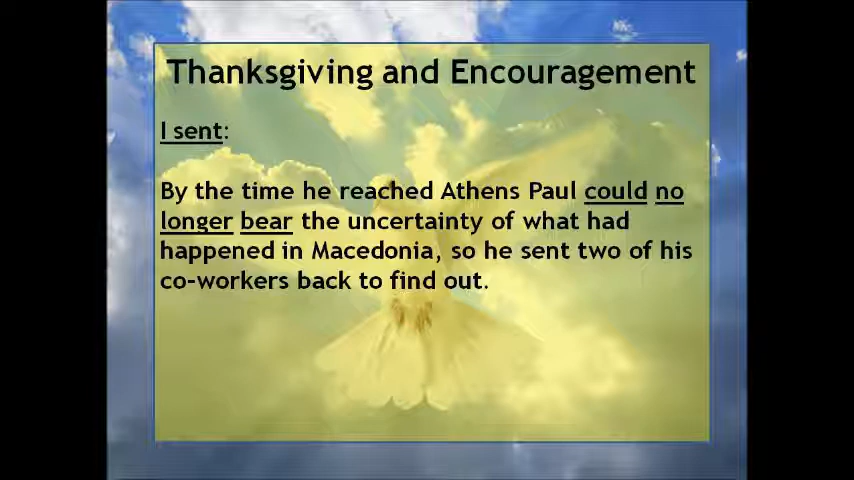 Thanksgiving and Encouragement
I sent:
By the time he reached Athens Paul could no
longer bear the uncertainty of what had
happened in Macedonia, so he sent two of his
co-workers back to find out.